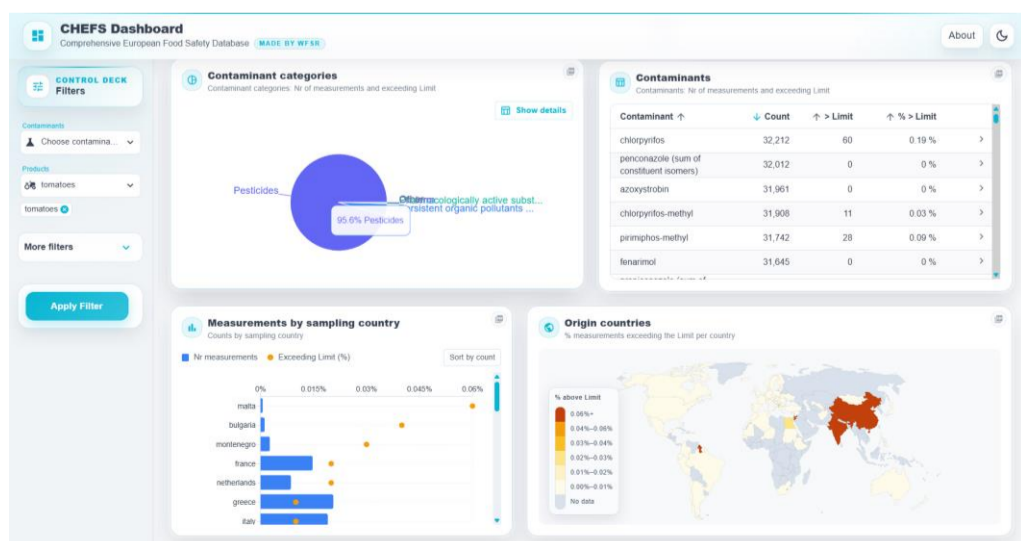 CHEFS Dashboard
Comprehensive European Food Safety Database MADE BY WFSR
About
CONTROL DECK
Filters
Contaminants
Choose contamina...
Products
tomatoes
tomatoes
More filters
Apply Filter
Contaminant categories
Contaminant categories: Nr of measurements and exceeding Limit
Show details
Pesticides
95.6% Pesticides
Contaminants
Contaminants: Nr of measurements and exceeding Limit
Contaminant ↑ ↓ Count ↑ > Limit ↑ % > Limit
chlorpyrifos 32,212 60 0.19 %
penconazole (sum of
constituent isomers) 32,012 0 0 %
azoxystrobin 31,961 0 0 %
chlorpyrifos-methyl 31,908 11 0.03 %
pirimiphos-methyl 31,742 28 0.09 %
fenarimol 31,645 0 0 %
Measurements by sampling country
Counts by sampling country
Nr measurements Exceeding Limit (%)
Sort by count
0% 0.015% 0.03% 0.045% 0.06%
malta
bulgaria
montenegro
france
netherlands
greece
italy
Origin countries
% measurements exceeding the Limit per country
% above Limit
0.06%+
0.04%–0.06%
0.03%–0.04%
0.02%–0.03%
0.01%–0.02%
0.00%–0.01%
No data